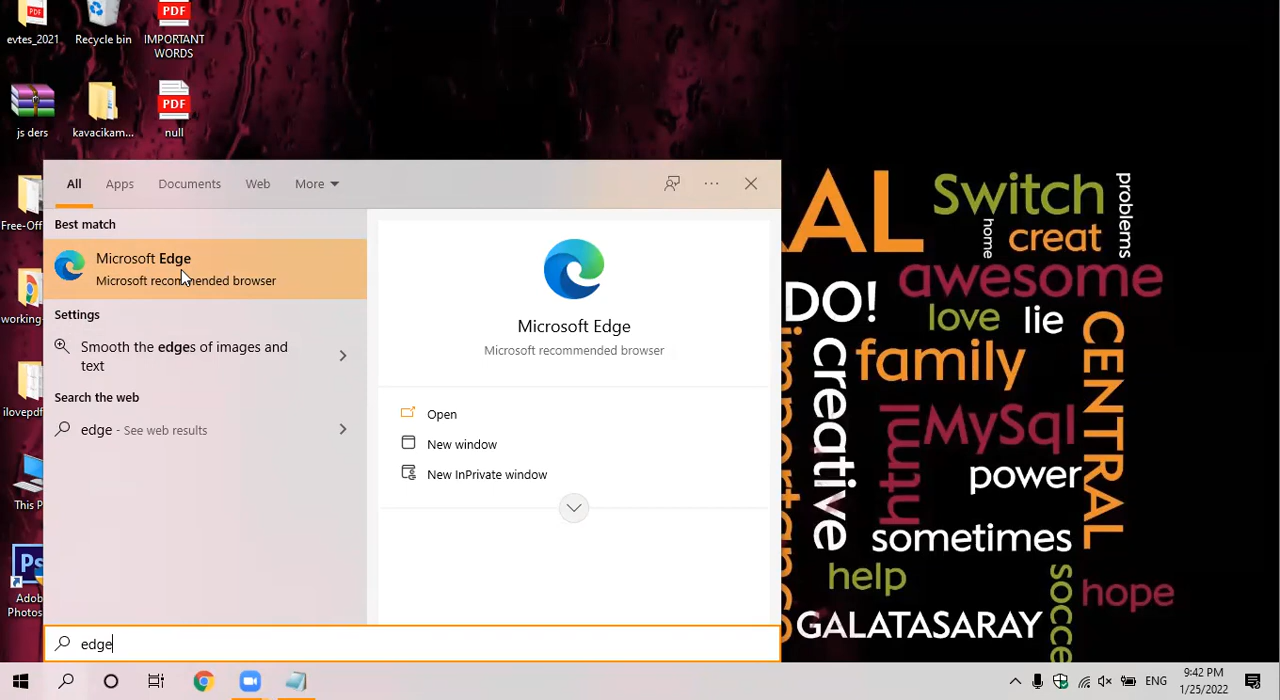 evtes_2021
Recycle bin
PDF
IMPORTANT
WORDS
js ders
kavacikam...
PDF
null
Free-Off
working-
ilovepdf
This P
Ps
Adob
Photos
All
Apps
Documents
Web
More
Best match
Microsoft Edge
Microsoft recommended browser
Settings
Smooth the edges of images and
text
Search the web
edge - See web results
Microsoft Edge
Microsoft recommended browser
Open
New window
New InPrivate window
edge
AL
Switch
problems
home
creat
awesome
DO!
love
lie
CENTRAL
family
importance
creative
html
MySql
power
sometimes
help
socce
hope
GALATASARAY
ENG
9:42 PM
1/25/2022